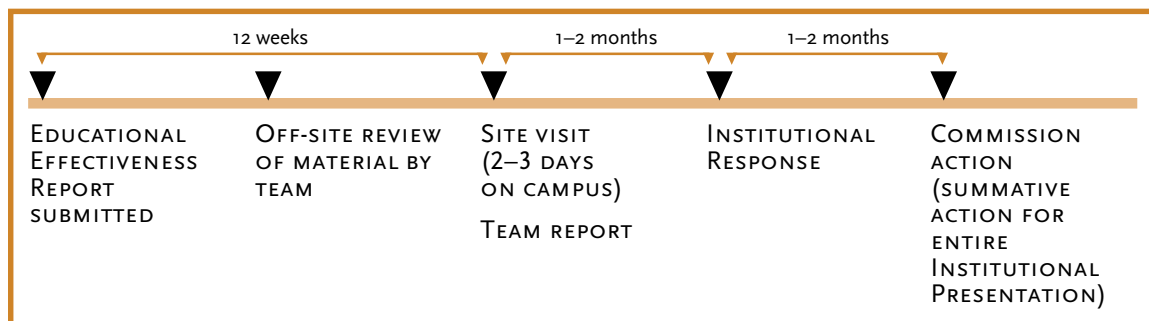 12 weeks
1–2 months
1–2 months
Educational
Effectiveness
Report
submitted
Off-site review
of material by
team
Site visit
(2–3 days
on campus)
Team report
Institutional
Response
Commission
action
(summative
action for
entire
Institutional
Presentation)